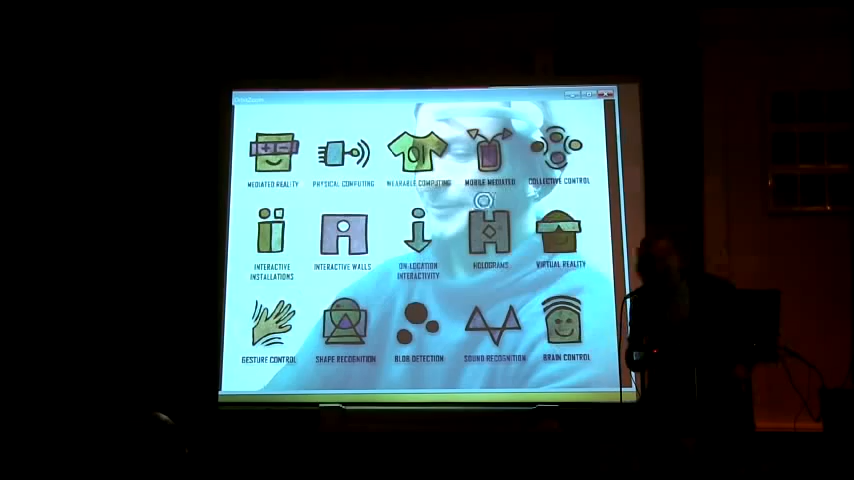 MEDIATED REALITY
PHYSICAL COMPUTING
WEARABLE COMPUTING
MOBILE MEDIATED
COLLECTIVE CONTROL
INTERACTIVE
INSTALLATIONS
INTERACTIVE WALLS
ON-LOCATION
INTERACTIVITY
HOLOGRAMS
VIRTUAL REALITY
GESTURE CONTROL
SHAPE RECOGNITION
BLOB DETECTION
SOUND RECOGNITION
BRAIN CONTROL